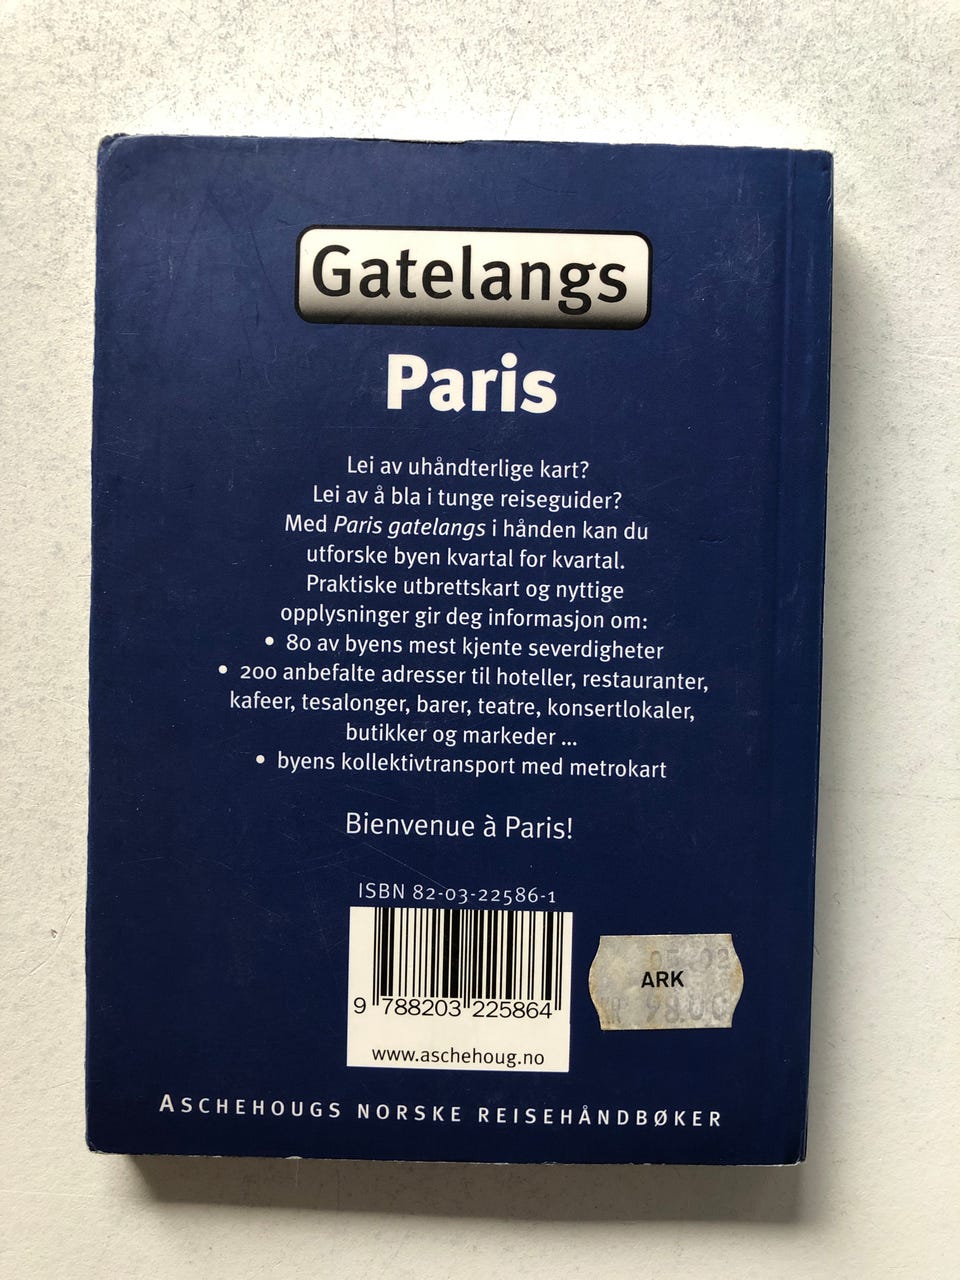 Gatelangs
Paris
Lei av uhåndterlige kart?
Lei av å bla i tunge reiseguider?
Med Paris gatelangs i hånden kan du
utforske byen kvartal for kvartal.
Praktiske utbrettskart og nyttige
opplysninger gir deg informasjon om:
• 80 av byens mest kjente severdigheter
• 200 anbefalte adresser til hoteller, restauranter,
kafeer, tesalonger, barer, teatre, konsertlokaler,
butikker og markeder ...
• byens kollektivtransport med metrokart
Bienvenue à Paris!
ISBN 82-03-22586-1
9 788203 225864
www.aschehoug.no
ARK
98.00
ASCHEHOUGS NORSKE REISEHÅNDBØKER